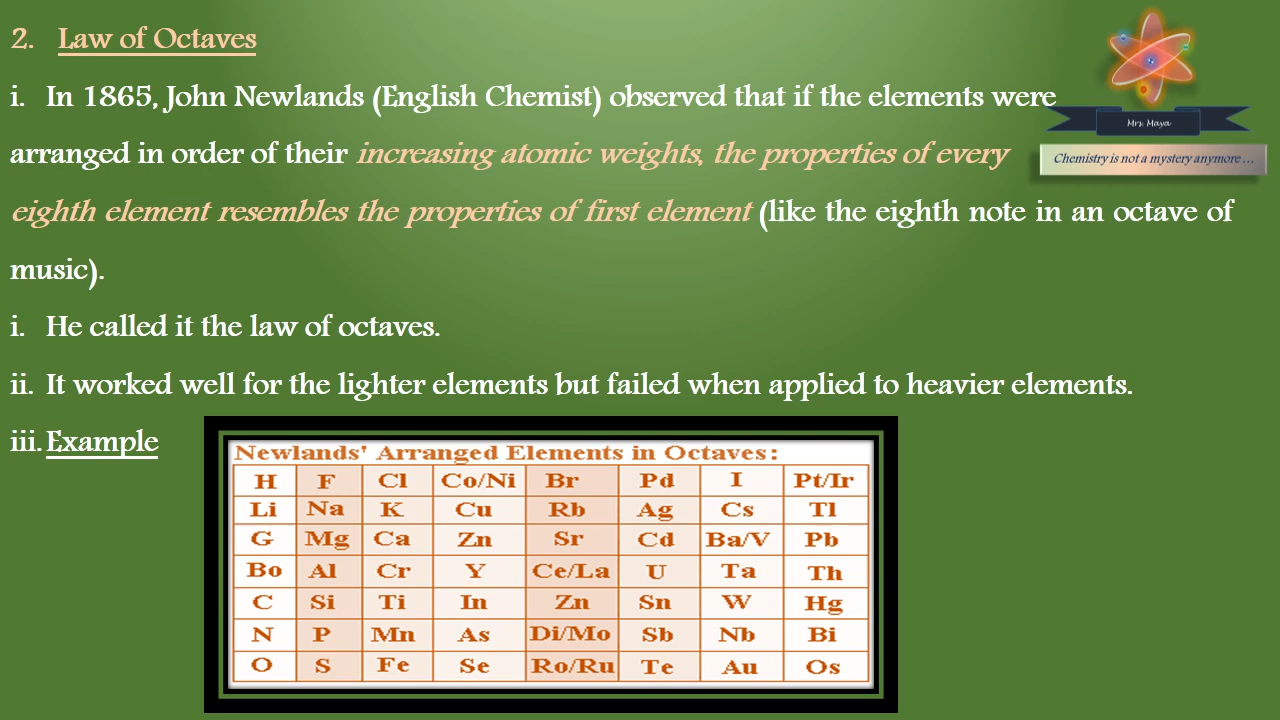 2. Law of Octaves
i. In 1865, John Newlands (English Chemist) observed that if the elements were
arranged in order of their increasing atomic weights, the properties of every
eighth element resembles the properties of first element (like the eighth note in an octave of
music).
i. He called it the law of octaves.
ii. It worked well for the lighter elements but failed when applied to heavier elements.
iii. Example
Mrs. Maya
Chemistry is not a mystery anymore ...
Newlands' Arranged Elements in Octaves:
H F Cl Co/Ni Br Pd I Pt/Ir
Li Na K Cu Rb Ag Cs Tl
G Mg Ca Zn Sr Cd Ba/V Pb
Bo Al Cr Y Ce/La U Ta Th
C Si Ti In Zn Sn W Hg
N P Mn As Di/Mo Sb Nb Bi
O S Fe Se Ro/Ru Te Au Os